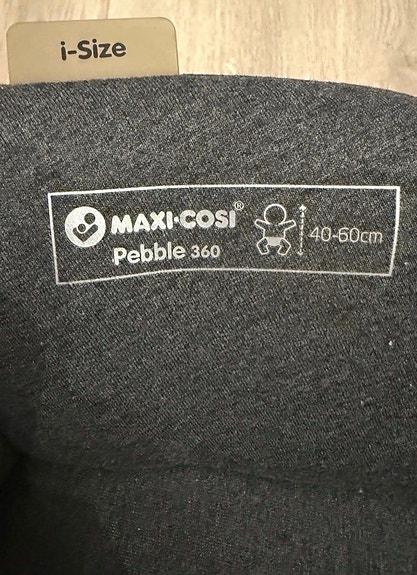 i-Size
MAXI-COSI®
Pebble 360
40-60cm